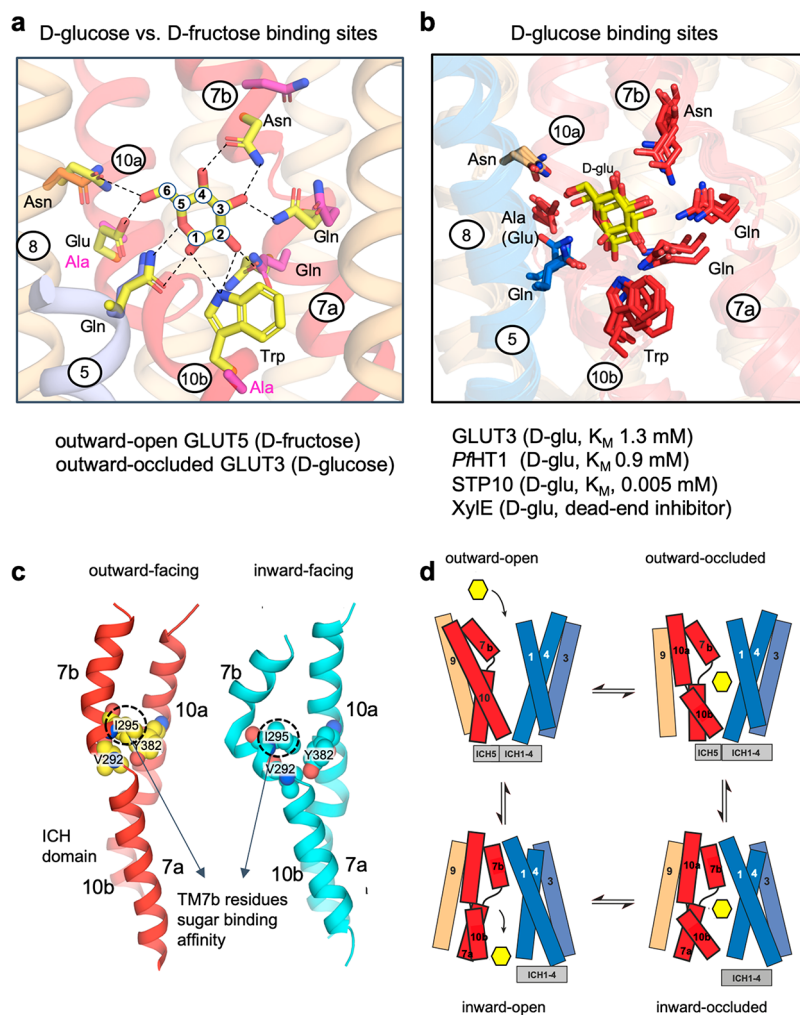 a
D-glucose vs. D-fructose binding sites
7b
Asn
10a
Asn
6
5
4
3
1
2
Gln
8
Glu
Ala
Gln
Gln
7a
5
Trp
10b
Ala
outward-open GLUT5 (D-fructose)
outward-occluded GLUT3 (D-glucose)
b
D-glucose binding sites
7b
10a
Asn
Asn
D-glu
Ala
(Glu)
Gln
8
Gln
Gln
7a
5
Trp
10b
GLUT3 (D-glu, KM 1.3 mM)
PfHT1 (D-glu, KM 0.9 mM)
STP10 (D-glu, KM, 0.005 mM)
XylE (D-glu, dead-end inhibitor)
c
outward-facing
inward-facing
7b
10a
I295
Y382
V292
ICH
domain
10b
7a
7b
10a
I295
Y382
V292
10b
7a
TM7b residues
sugar binding
affinity
d
outward-open
outward-occluded
9
7b
10
1
4
3
ICH5
ICH1-4
9
10a
7b
10b
1
4
3
ICH5
ICH1-4
9
7b
10b
7a
1
4
3
ICH1-4
9
10a
7b
10b
7a
1
4
3
ICH1-4
inward-open
inward-occluded